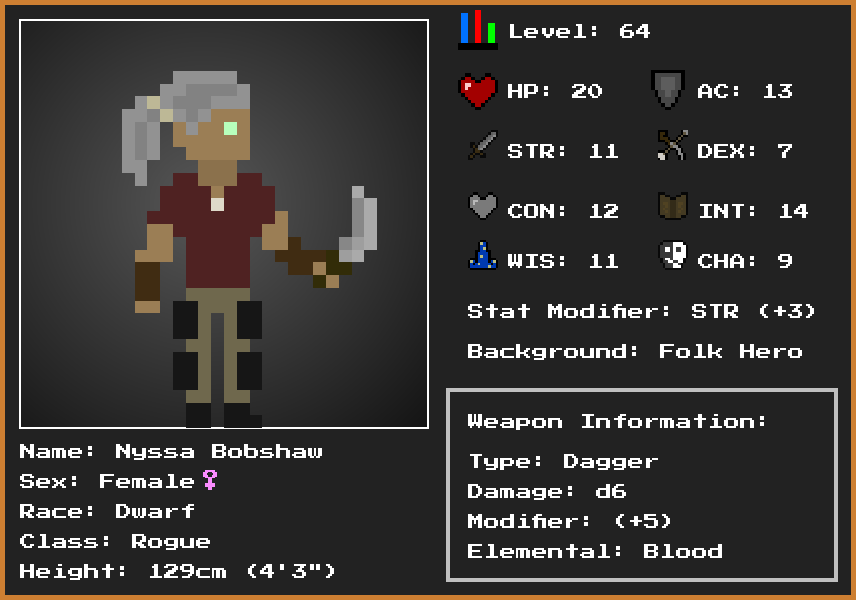 Level: 64
HP: 20
AC: 13
STR: 11
DEX: 7
CON: 12
INT: 14
WIS: 11
CHA: 9
Stat Modifier: STR (+3)
Background: Folk Hero
Weapon Information:
Type: Dagger
Damage: d6
Modifier: (+5)
Elemental: Blood
Name: Nyssa Bobshaw
Sex: Female♀
Race: Dwarf
Class: Rogue
Height: 129cm (4'3")